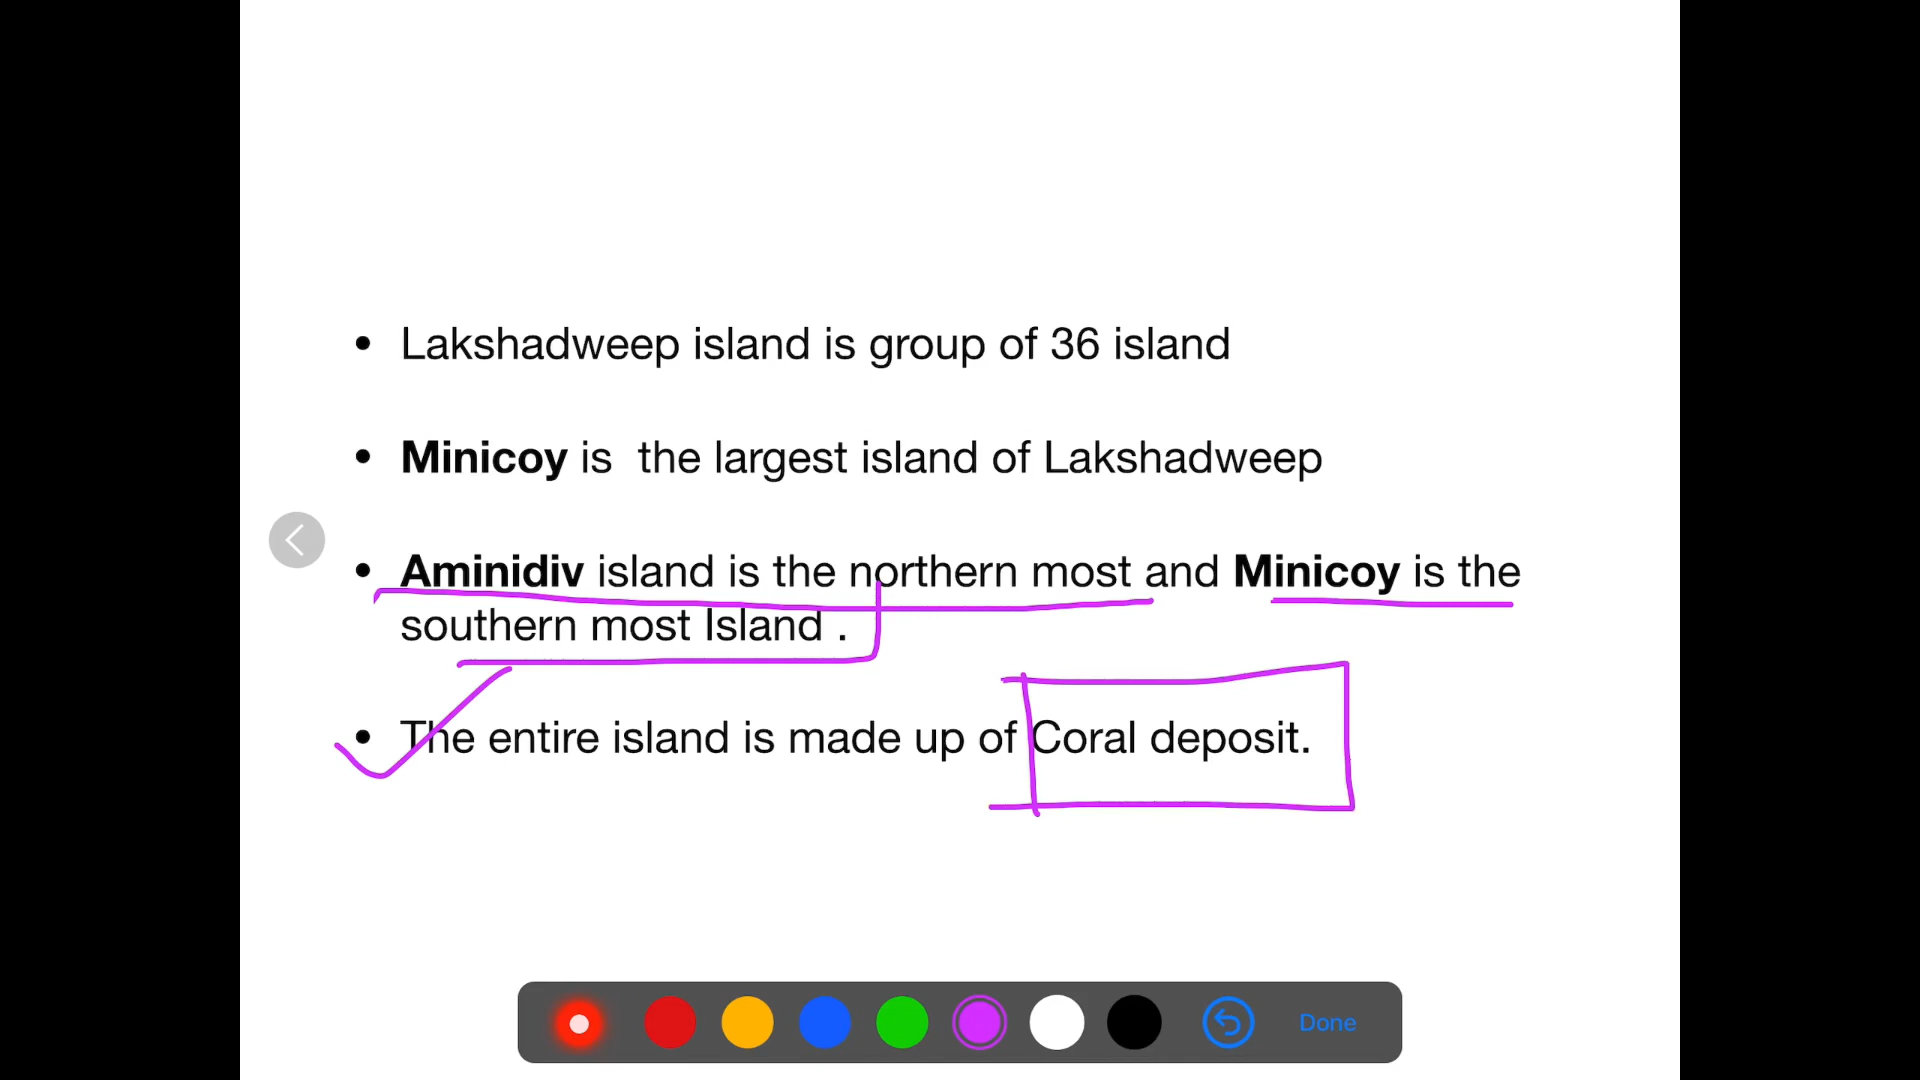 • Lakshadweep island is group of 36 island
• Minicoy is  the largest island of Lakshadweep
• Aminidiv island is the northern most and Minicoy is the
southern most Island .
• The entire island is made up of Coral deposit.
Done